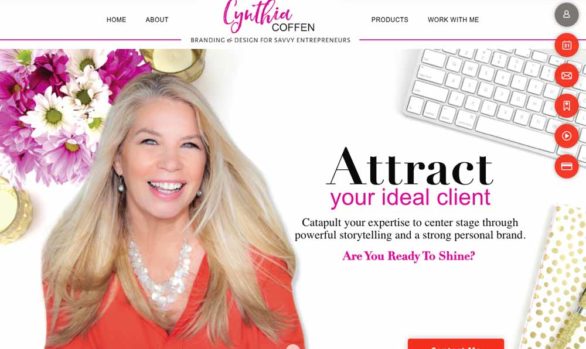 HOME
ABOUT
Cynthia
COFFEN
BRANDING & DESIGN FOR SAVVY ENTREPRENEURS
PRODUCTS
WORK WITH ME
Attract
your ideal client
Catapult your expertise to center stage through
powerful storytelling and a strong personal brand.
Are You Ready To Shine?